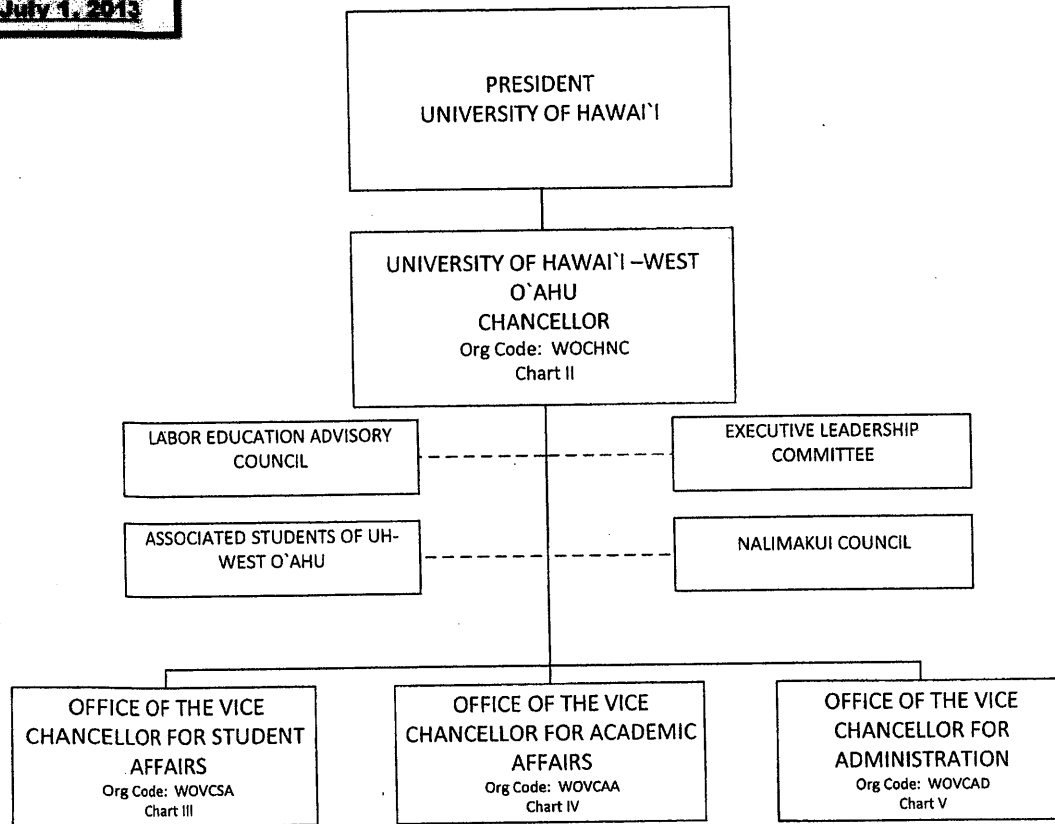 July 1, 2013
PRESIDENT
UNIVERSITY OF HAWAI`I
UNIVERSITY OF HAWAI`I –WEST
O`AHU
CHANCELLOR
Org Code: WOCHNC
Chart II
LABOR EDUCATION ADVISORY
COUNCIL
EXECUTIVE LEADERSHIP
COMMITTEE
ASSOCIATED STUDENTS OF UH-
WEST O`AHU
NALIMAKUI COUNCIL
OFFICE OF THE VICE
CHANCELLOR FOR STUDENT
AFFAIRS
Org Code: WOVCSA
Chart III
OFFICE OF THE VICE
CHANCELLOR FOR ACADEMIC
AFFAIRS
Org Code: WOVCAA
Chart IV
OFFICE OF THE VICE
CHANCELLOR FOR
ADMINISTRATION
Org Code: WOVCAD
Chart V